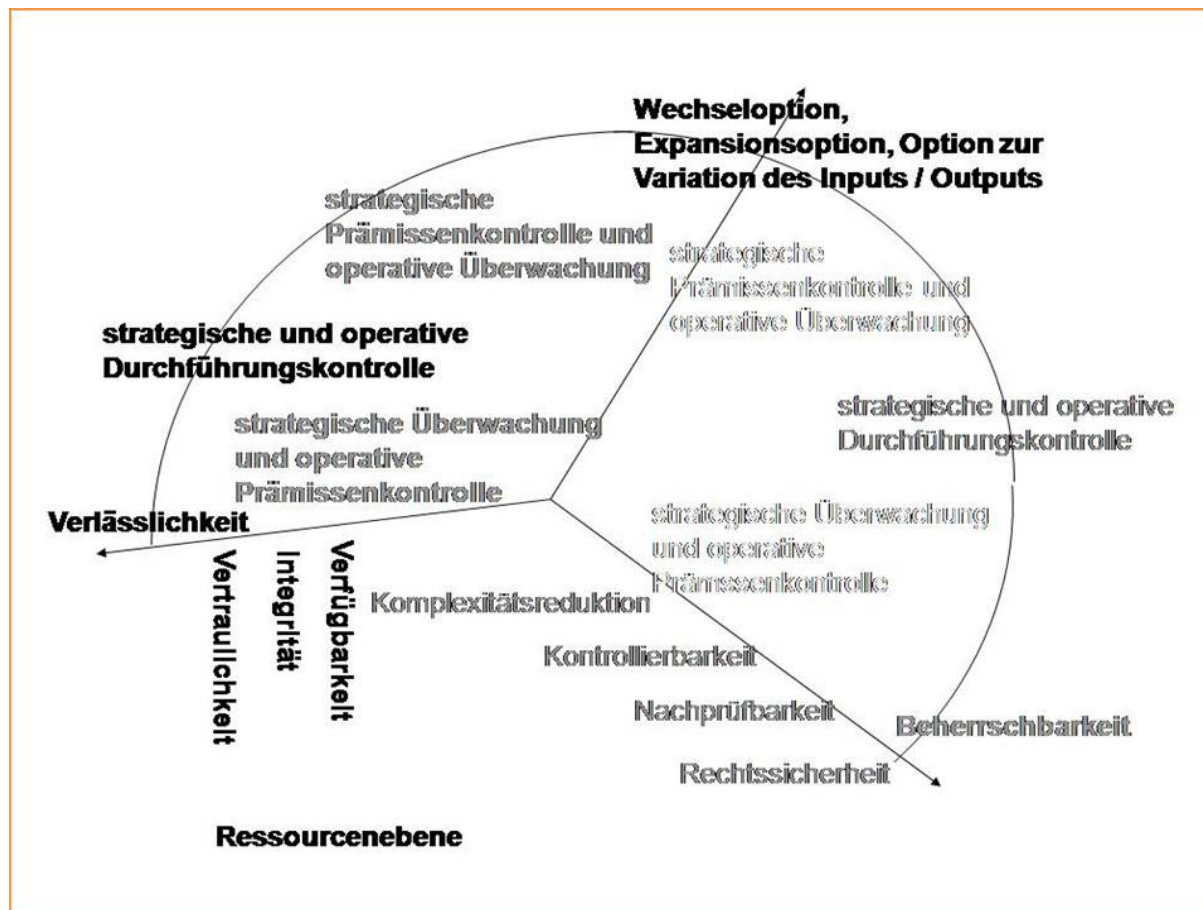 Wechseloption,
Expansionsoption, Option zur
Variation des Inputs / Outputs
strategische
Prämissenkontrolle und
operative Überwachung
strategische
Prämissenkontrolle und
operative Überwachung
strategische und operative
Durchführungskontrolle
strategische und operative
Durchführungskontrolle
strategische Überwachung
und operative
Prämissenkontrolle
strategische Überwachung
und operative
Prämssenkontrolle
Verlässlichkeit
Vertraulichkeit
Integrität
Verfügbarkeit
Komplexitätsreduktion
Kontrollierbarkeit
Nachprüfbarkeit
Beherrschbarkeit
Rechtssicherheit
Ressourcenebene